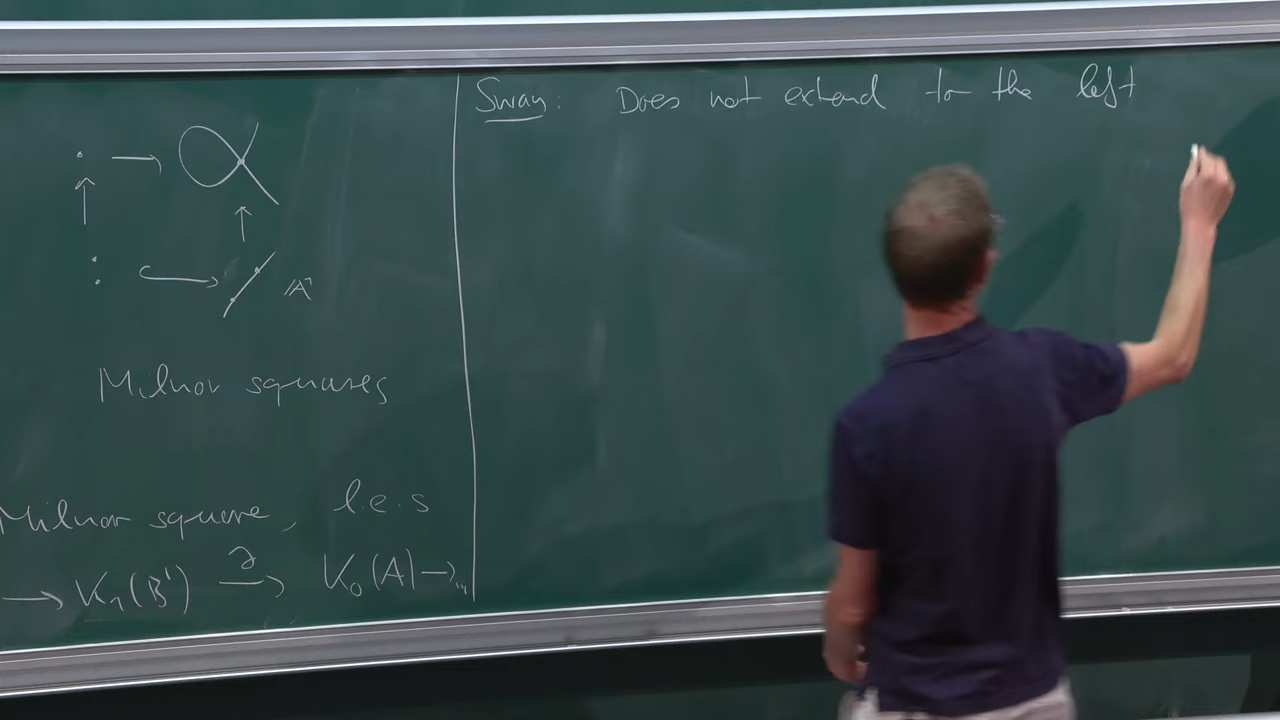 𝔸¹
Milnor squares
Milnor square, l.e.s
→ K₁(B') →∂ K₀(A) → ...
Swan: Does not extend to the left